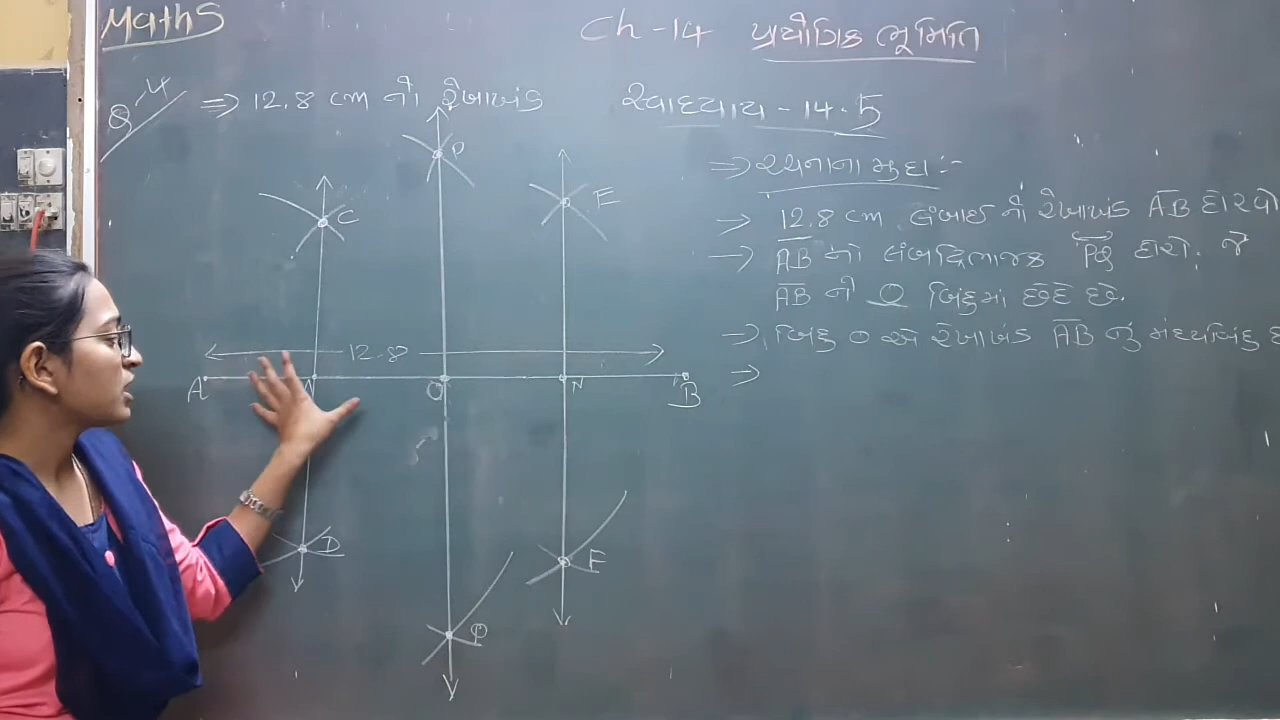 Maths
Ch-14 પ્રાયોગિક ભૂમિતિ
Q-4 ⇒ 12.8 cm નો રેખાખંડ
સ્વાધ્યાય - 14.5
⇒ રચનાના મુદ્દા :-
→ 12.8 cm લંબાઈ નો રેખાખંડ AB દોરવો
→ AB નો લંબદ્વિભાજક PQ દોરો. જે
AB ને O બિંદુમાં છેદે છે.
→ બિંદુ O એ રેખાખંડ AB નું મધ્યબિંદુ છ
⇒
P
C
E
12.8
A
O
N
B
D
F